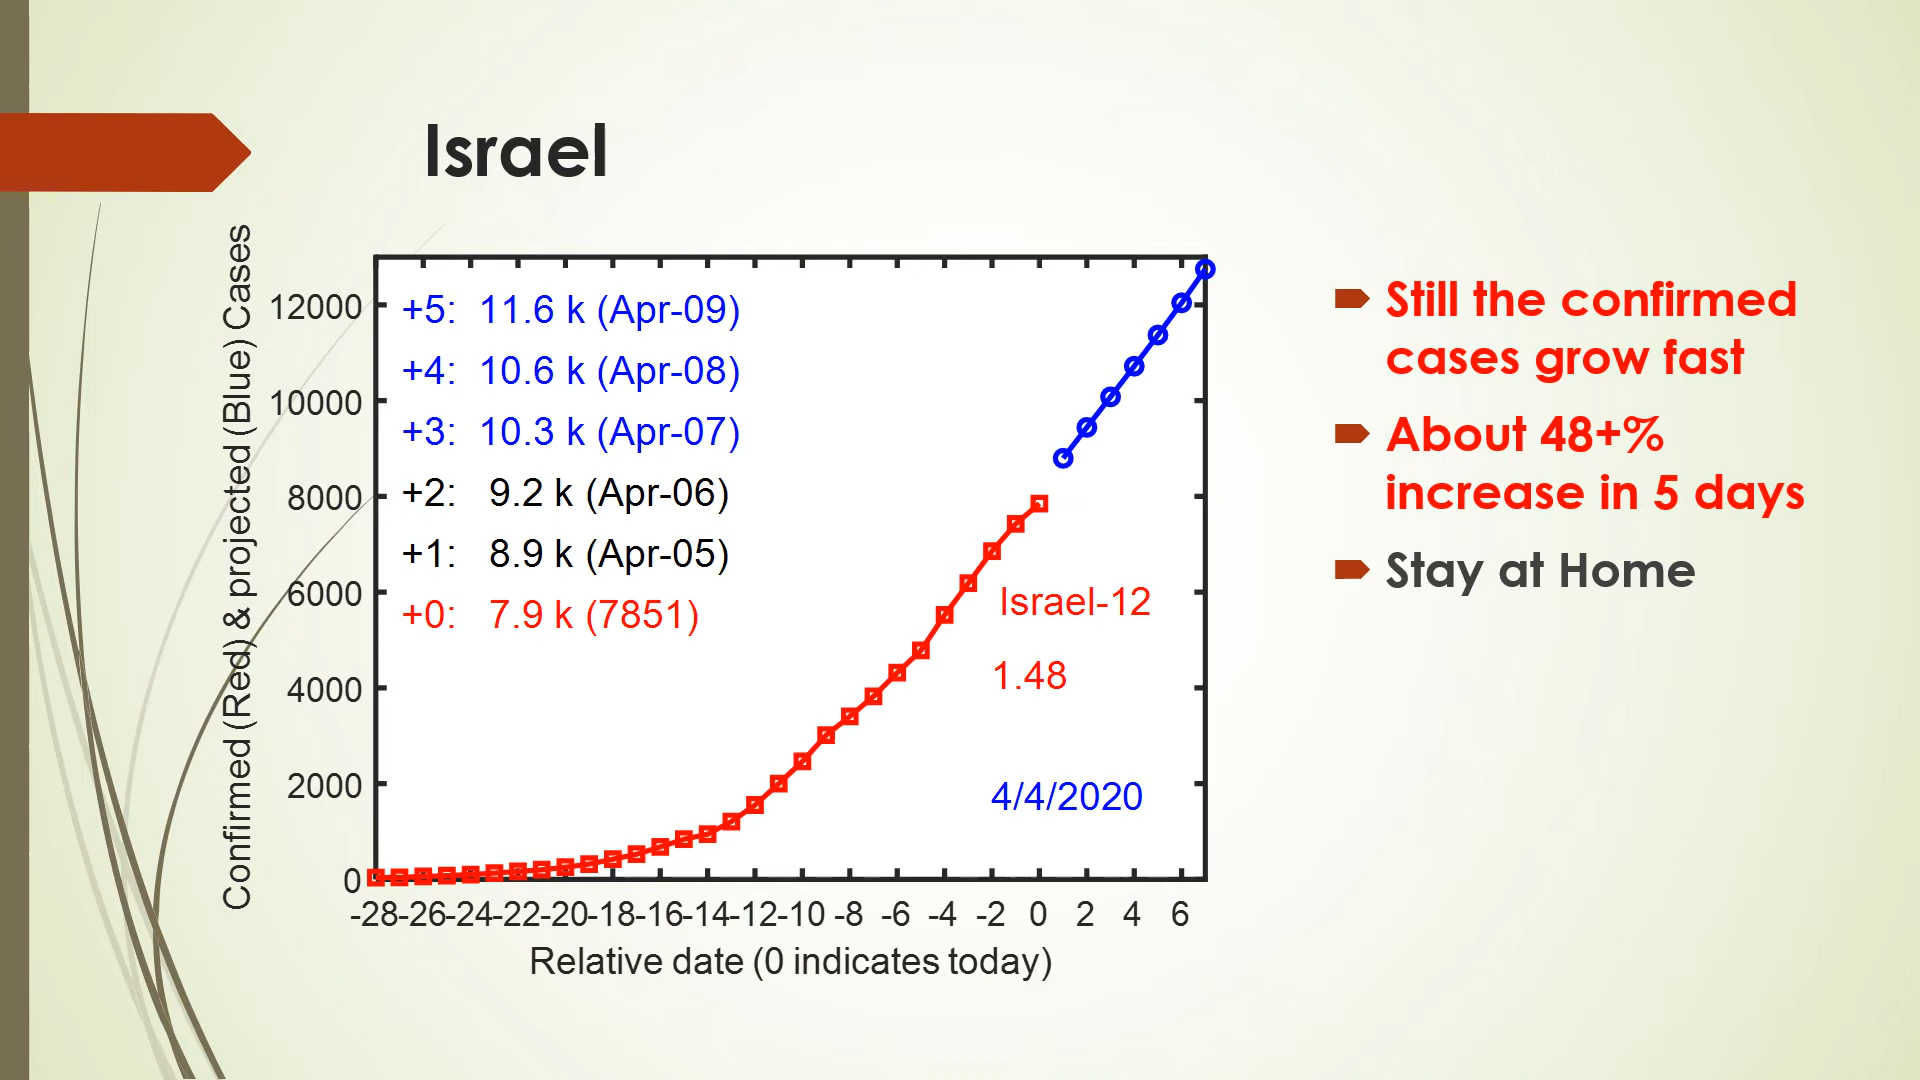 Israel
Confirmed (Red) & projected (Blue) Cases
12000
10000
8000
6000
4000
2000
0
+5: 11.6 k (Apr-09)
+4: 10.6 k (Apr-08)
+3: 10.3 k (Apr-07)
+2: 9.2 k (Apr-06)
+1: 8.9 k (Apr-05)
+0: 7.9 k (7851)
Israel-12
1.48
4/4/2020
-28 -26 -24 -22 -20 -18 -16 -14 -12 -10 -8 -6 -4 -2 0 2 4 6
Relative date (0 indicates today)
Still the confirmed
cases grow fast
About 48+%
increase in 5 days
Stay at Home